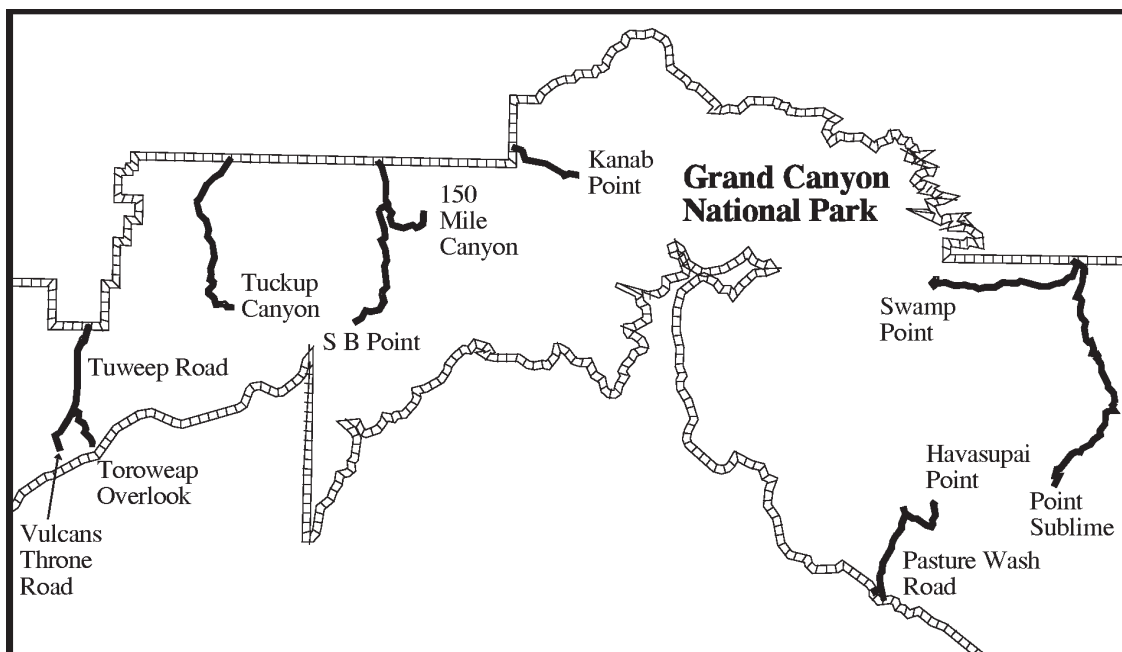 Kanab
Point
Grand Canyon
National Park
150
Mile
Canyon
Tuckup
Canyon
S B Point
Swamp
Point
Tuweep Road
Toroweap
Overlook
Vulcans
Throne
Road
Havasupai
Point
Point
Sublime
Pasture Wash
Road